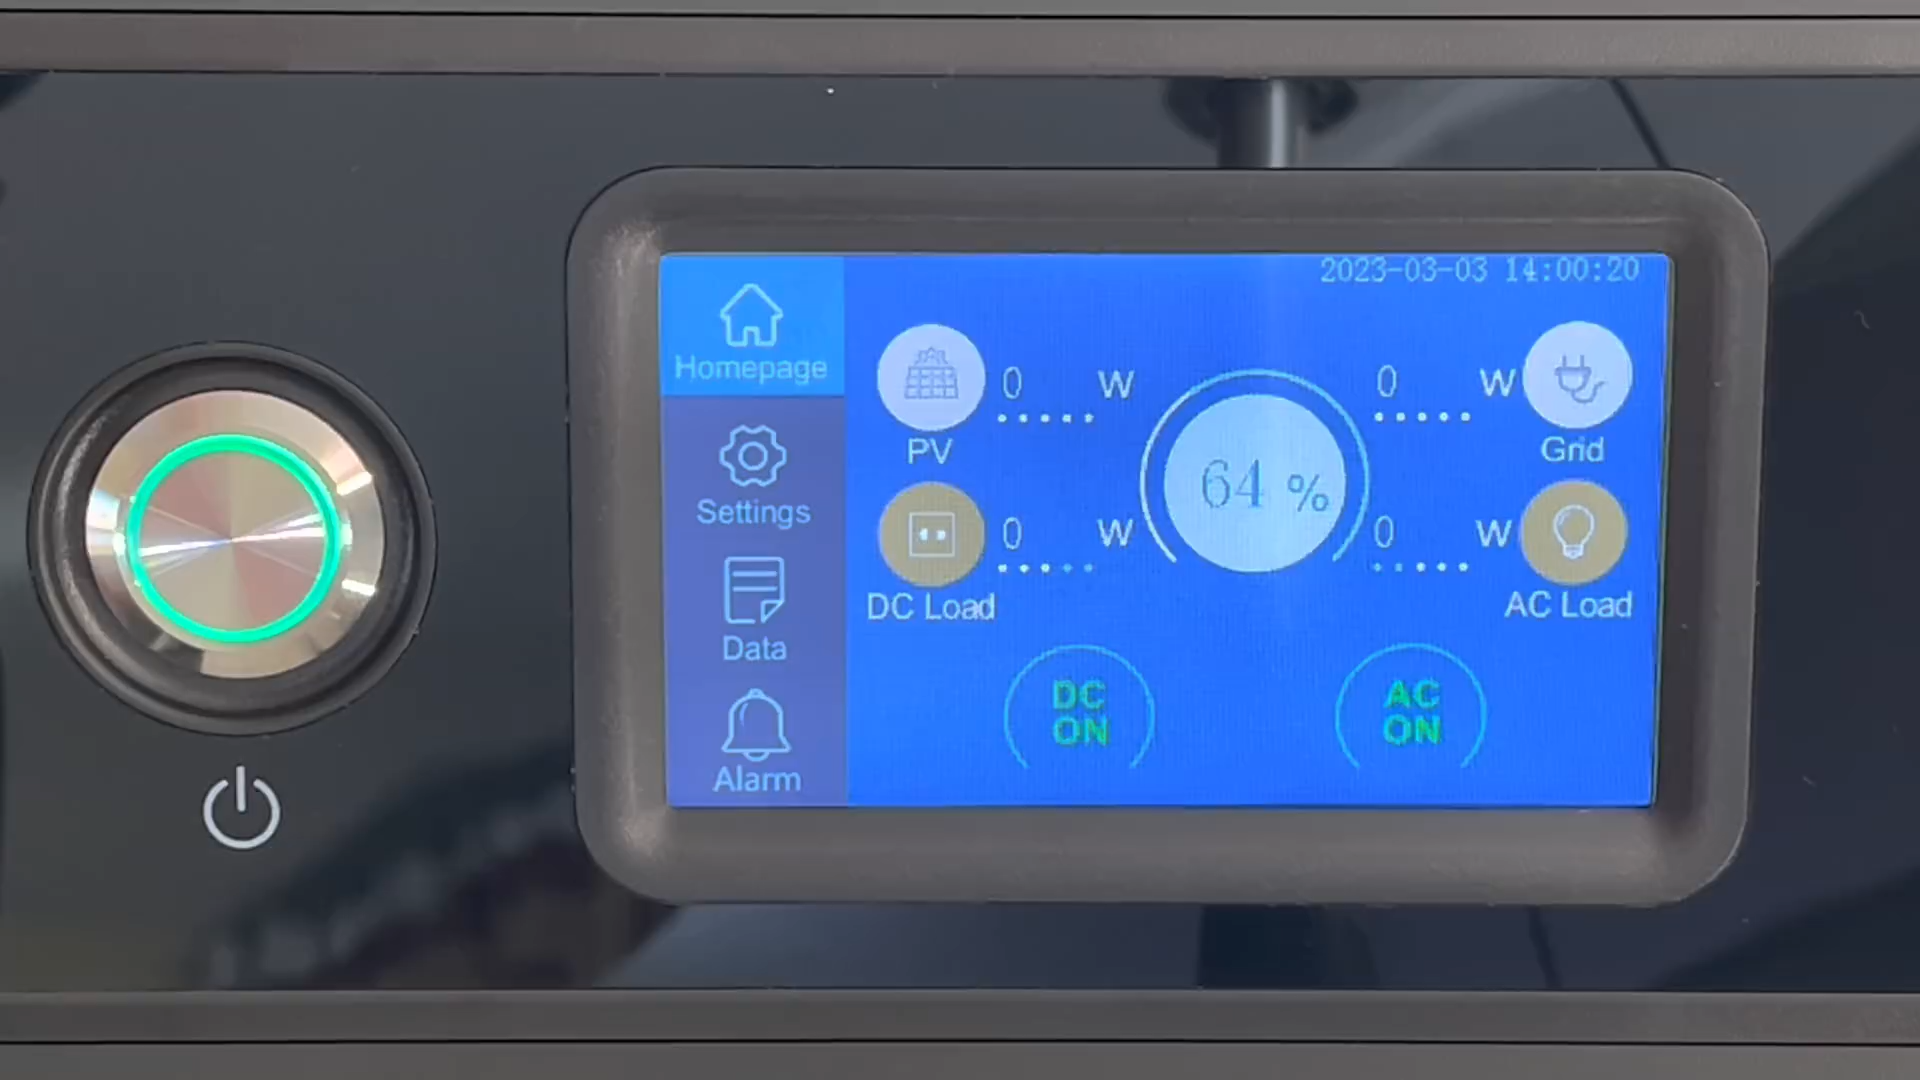 2023-03-03 14:00:20
Homepage
Settings
Data
Alarm
0 W
PV
0 W
DC Load
64 %
0 W
Grid
0 W
AC Load
DC
ON
AC
ON